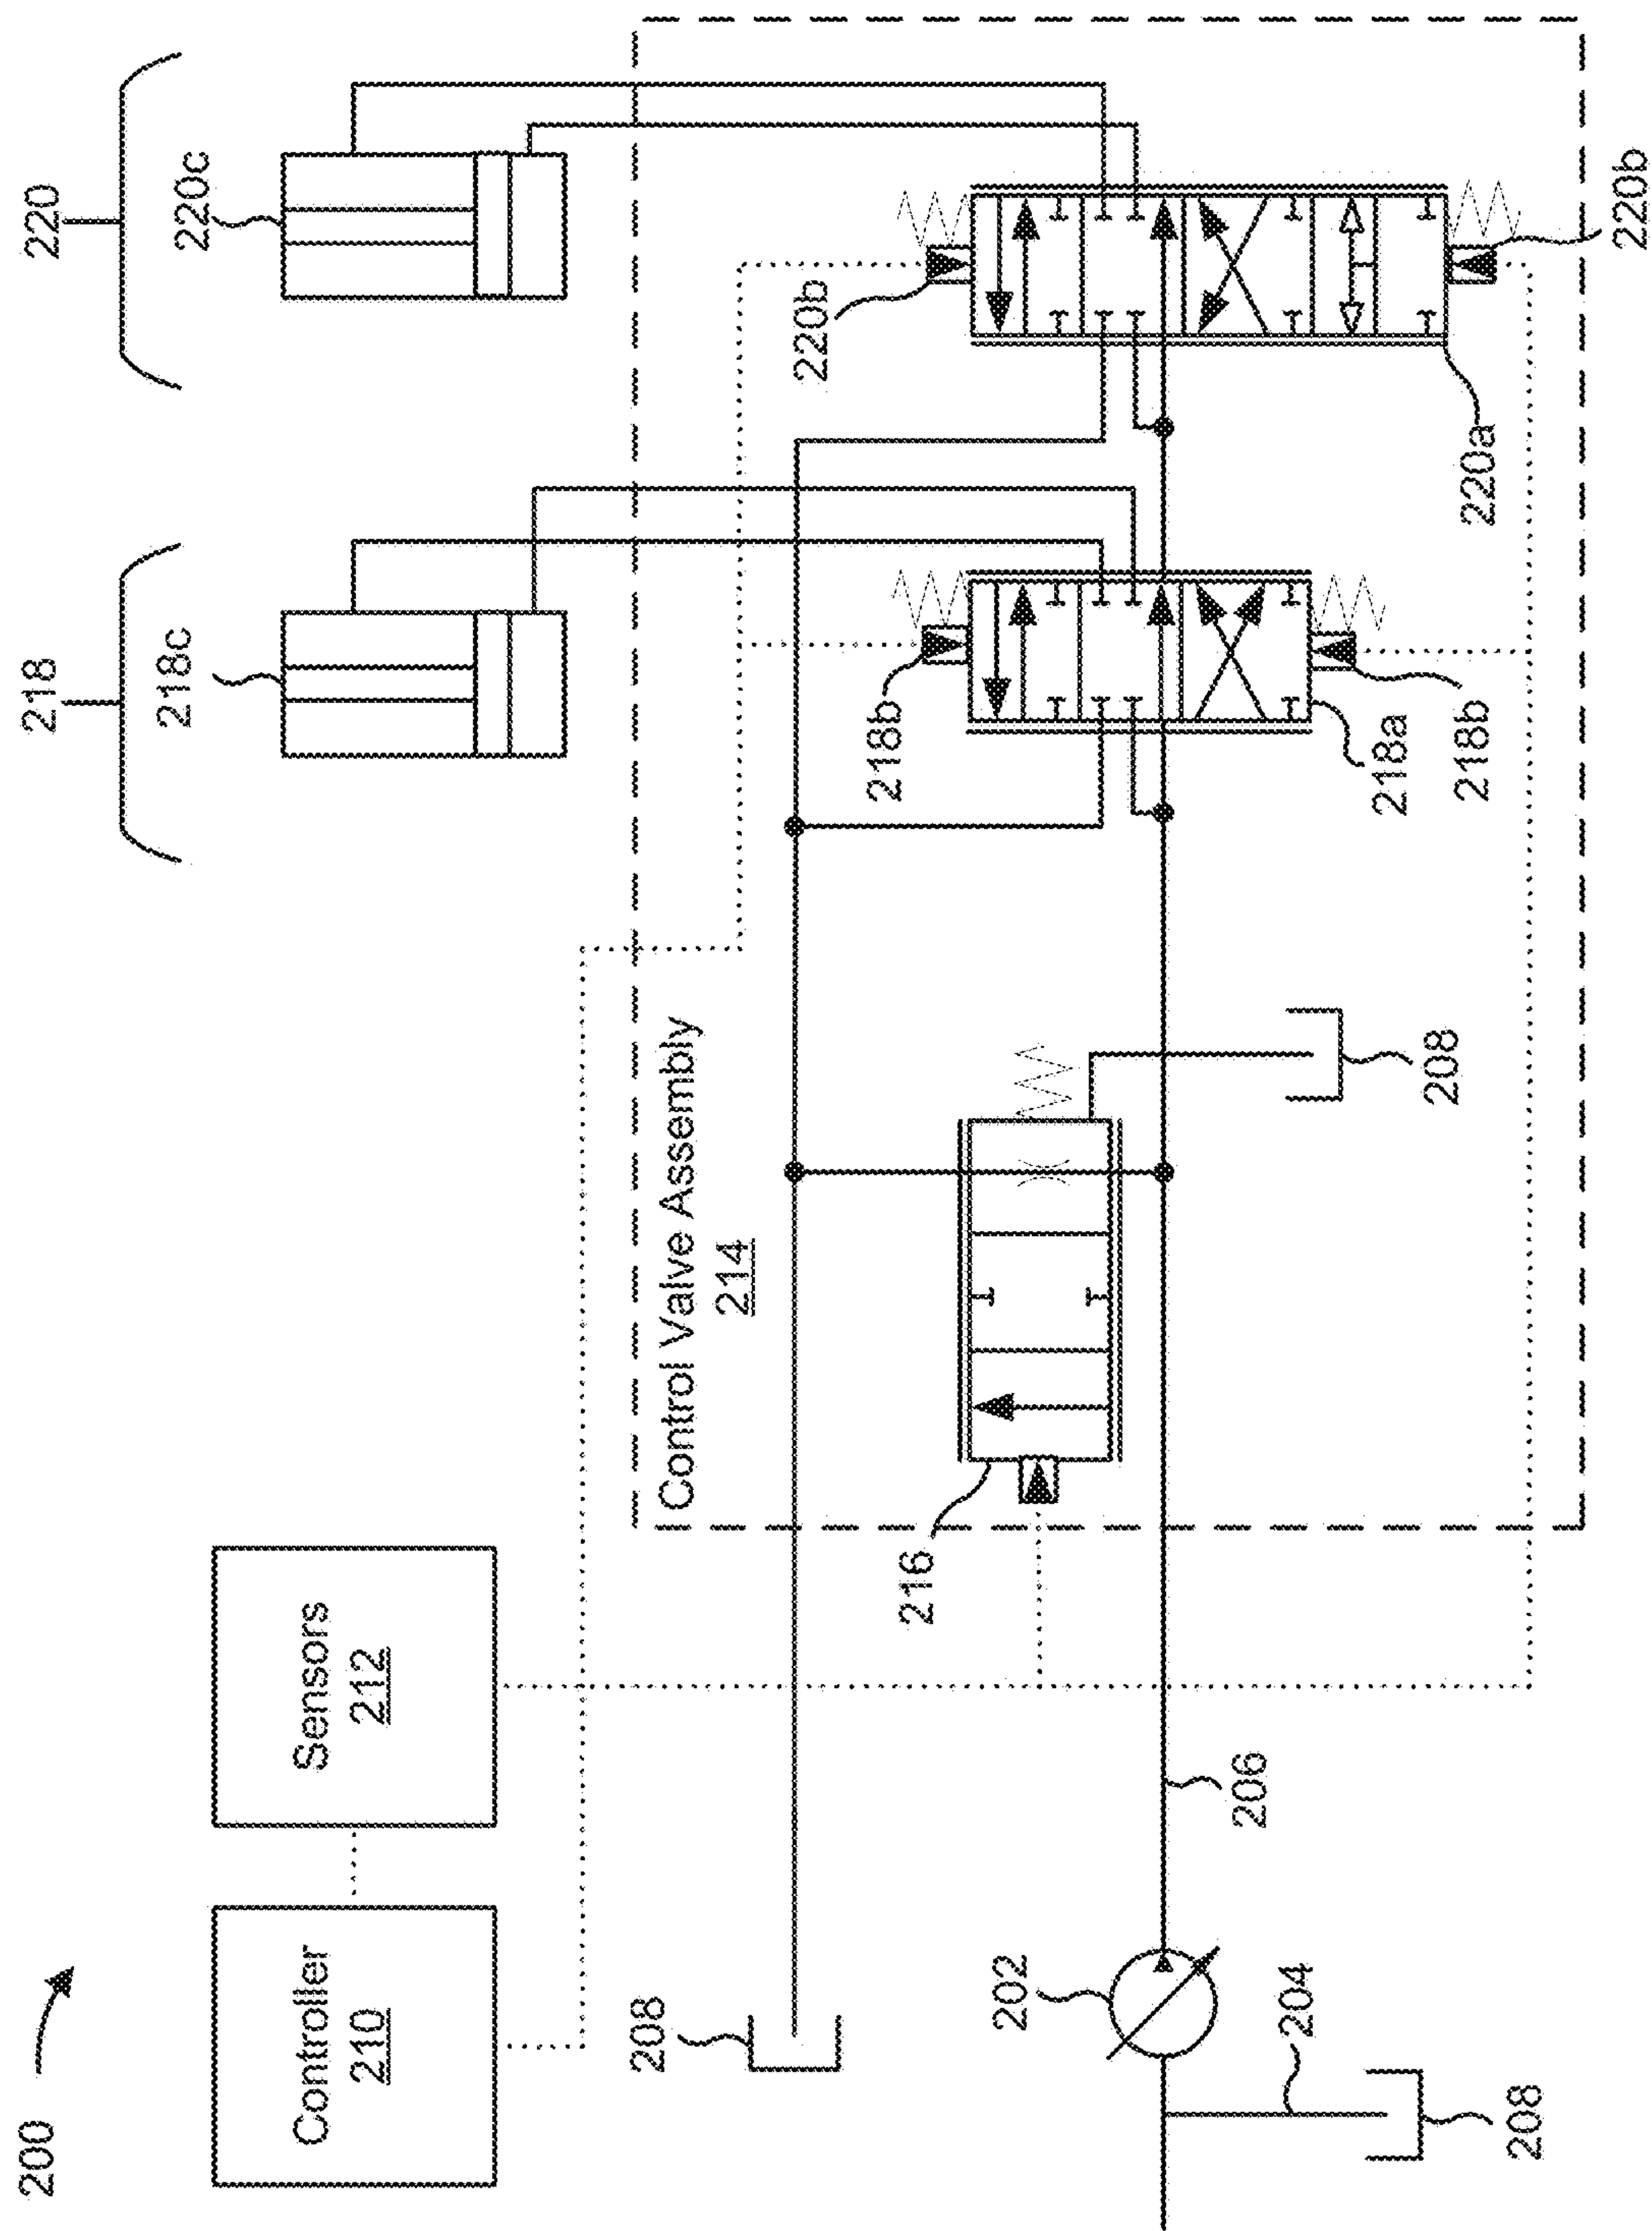 200
218
220
218c
220c
Controller
210
Sensors
212
208
Control Valve Assembly
214
220b
218b
216
202
206
204
218a
208
218b
220a
208
220b